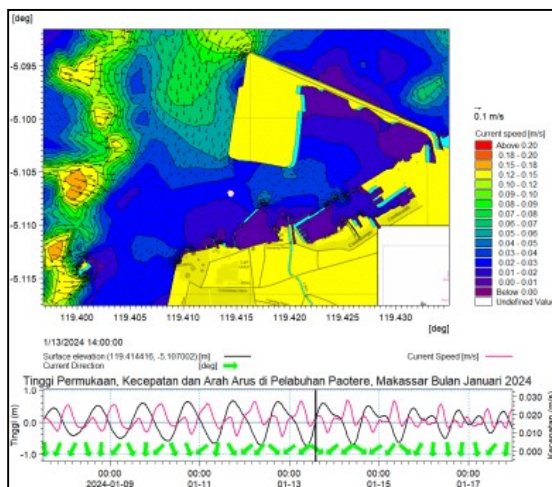 [deg]
-5.095
-5.100
-5.105
-5.110
-5.115
119.400 119.405 119.410 119.415 119.420 119.425 119.430
[deg]
0.1 m/s
Current speed [m/s]
Above 0.20
0.18 - 0.20
0.15 - 0.18
0.12 - 0.15
0.10 - 0.12
0.09 - 0.10
0.08 - 0.09
0.07 - 0.08
0.06 - 0.07
0.05 - 0.06
0.04 - 0.05
0.03 - 0.04
0.02 - 0.03
0.01 - 0.02
0.00 - 0.01
Below 0.00
Undefined Value
1/13/2024 14:00:00
Surface elevation (119.414416, -5.107002) [m] Current Speed [m/s]
Current Direction [deg]
Tinggi Permukaan, Kecepatan dan Arah Arus di Pelabuhan Paotere, Makassar Bulan Januari 2024
Tinggi (m)
1.0
0.0
-1.0
0.030
0.020
0.010
0.000
Kecepatan (m/s)
00:00 00:00 00:00 00:00 00:00
2024-01-09 01-11 01-13 01-15 01-17